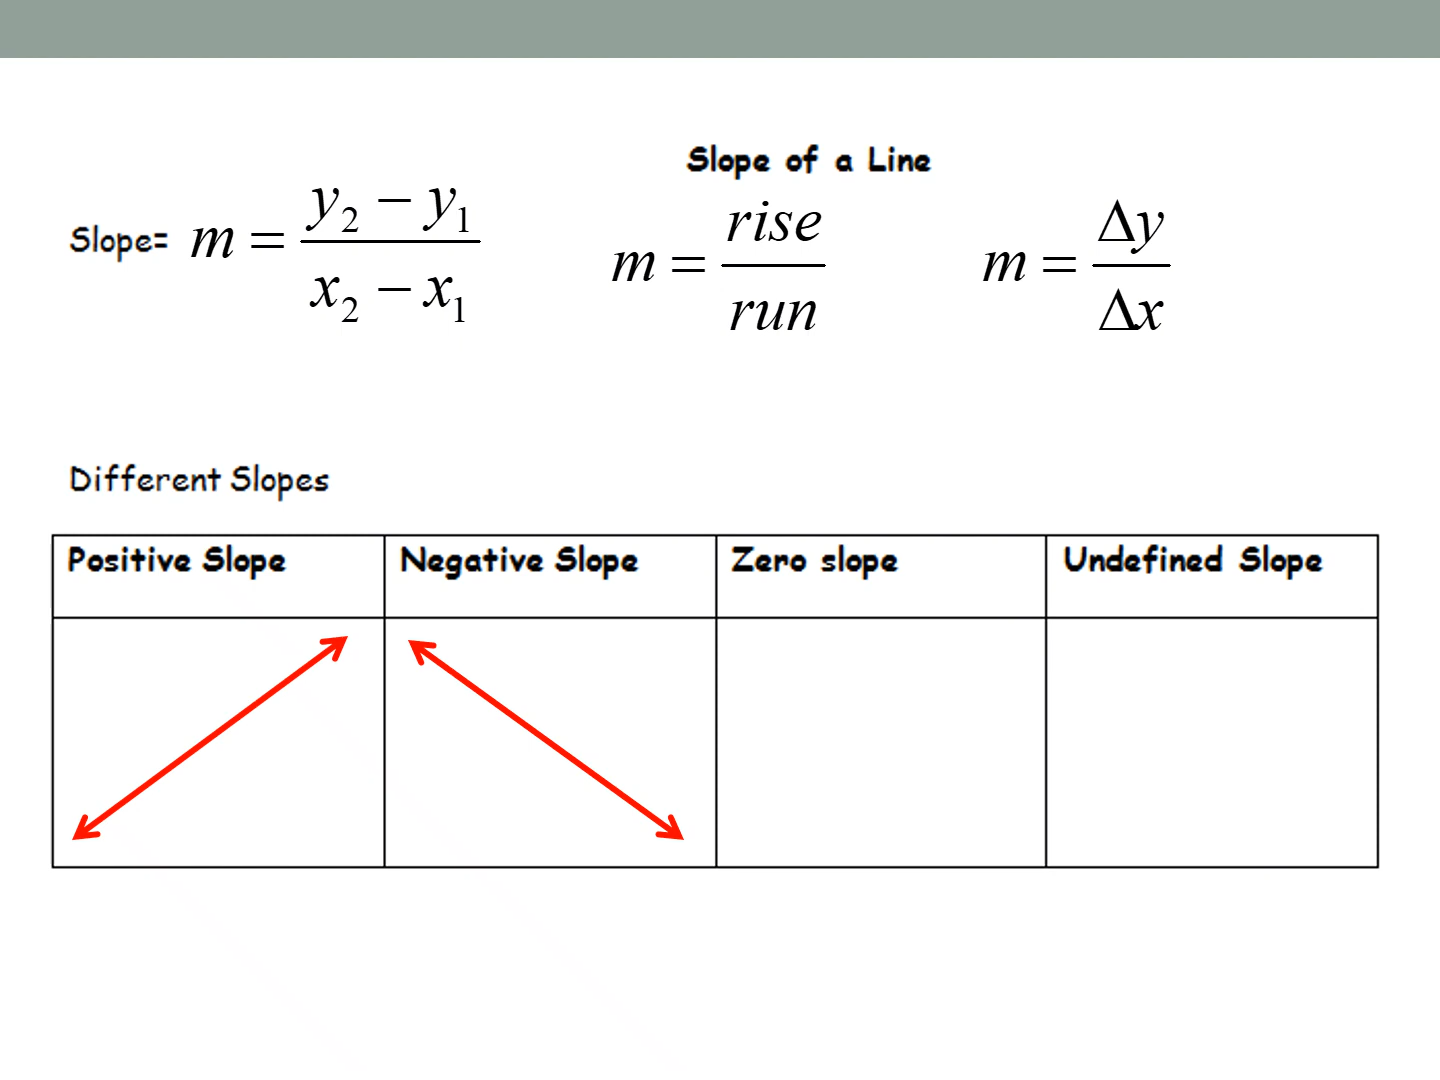 Slope of a Line
Slope= m = (y₂ − y₁)/(x₂ − x₁)
m = rise/run
m = Δy/Δx
Different Slopes
Positive Slope
Negative Slope
Zero slope
Undefined Slope